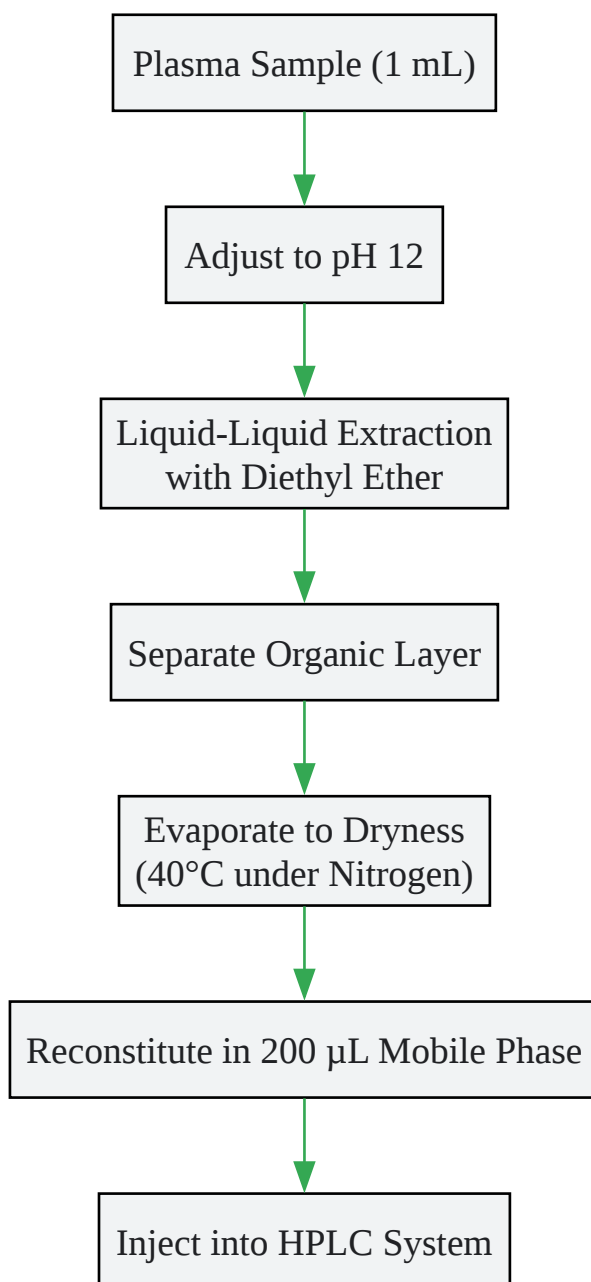 Plasma Sample (1 mL)
Adjust to pH 12
Liquid-Liquid Extraction
with Diethyl Ether
Separate Organic Layer
Evaporate to Dryness
(40°C under Nitrogen)
Reconstitute in 200 µL Mobile Phase
Inject into HPLC System